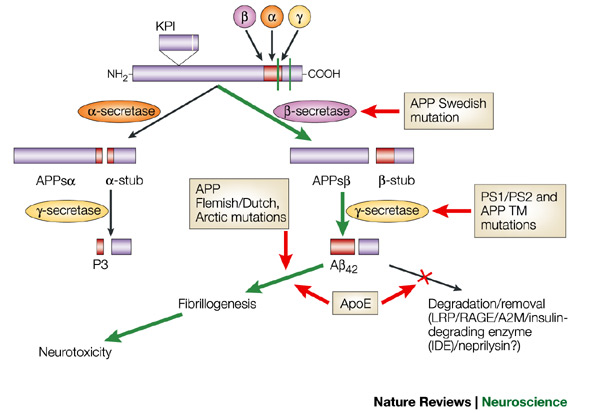 β α γ
KPI
NH₂- -COOH
α-secretase
β-secretase
APP Swedish
mutation
APPsα α-stub
APPsβ β-stub
γ-secretase
APP
Flemish/Dutch,
Arctic mutations
γ-secretase
PS1/PS2 and
APP TM
mutations
P3
Aβ₄₂
Fibrillogenesis
ApoE
Degradation/removal
(LRP/RAGE/A2M/insulin-
degrading enzyme
(IDE)/neprilysin?)
Neurotoxicity
Nature Reviews | Neuroscience